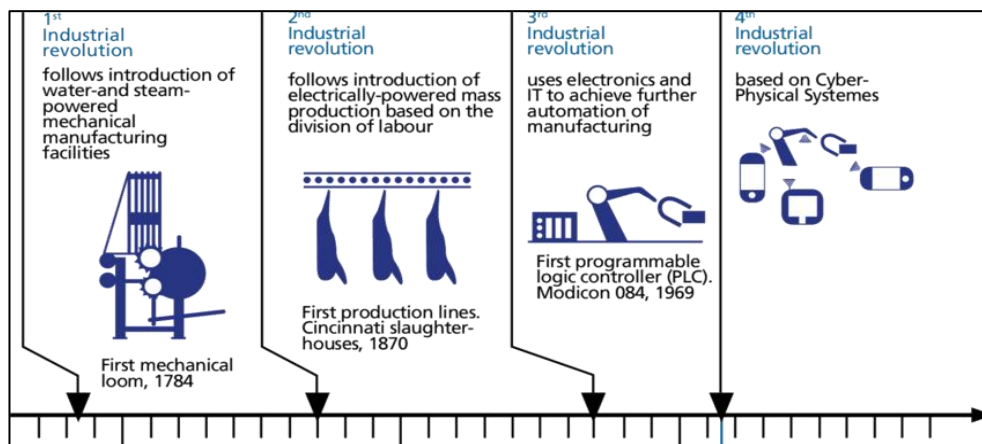 1st
Industrial
revolution
follows introduction of
water-and steam-
powered
mechanical
manufacturing
facilities
First mechanical
loom, 1784
2nd
Industrial
revolution
follows introduction of
electrically-powered mass
production based on the
division of labour
First production lines.
Cincinnati slaughter-
houses, 1870
3rd
Industrial
revolution
uses electronics and
IT to achieve further
automation of
manufacturing
First programmable
logic controller (PLC).
Modicon 084, 1969
4th
Industrial
revolution
based on Cyber-
Physical Systemes